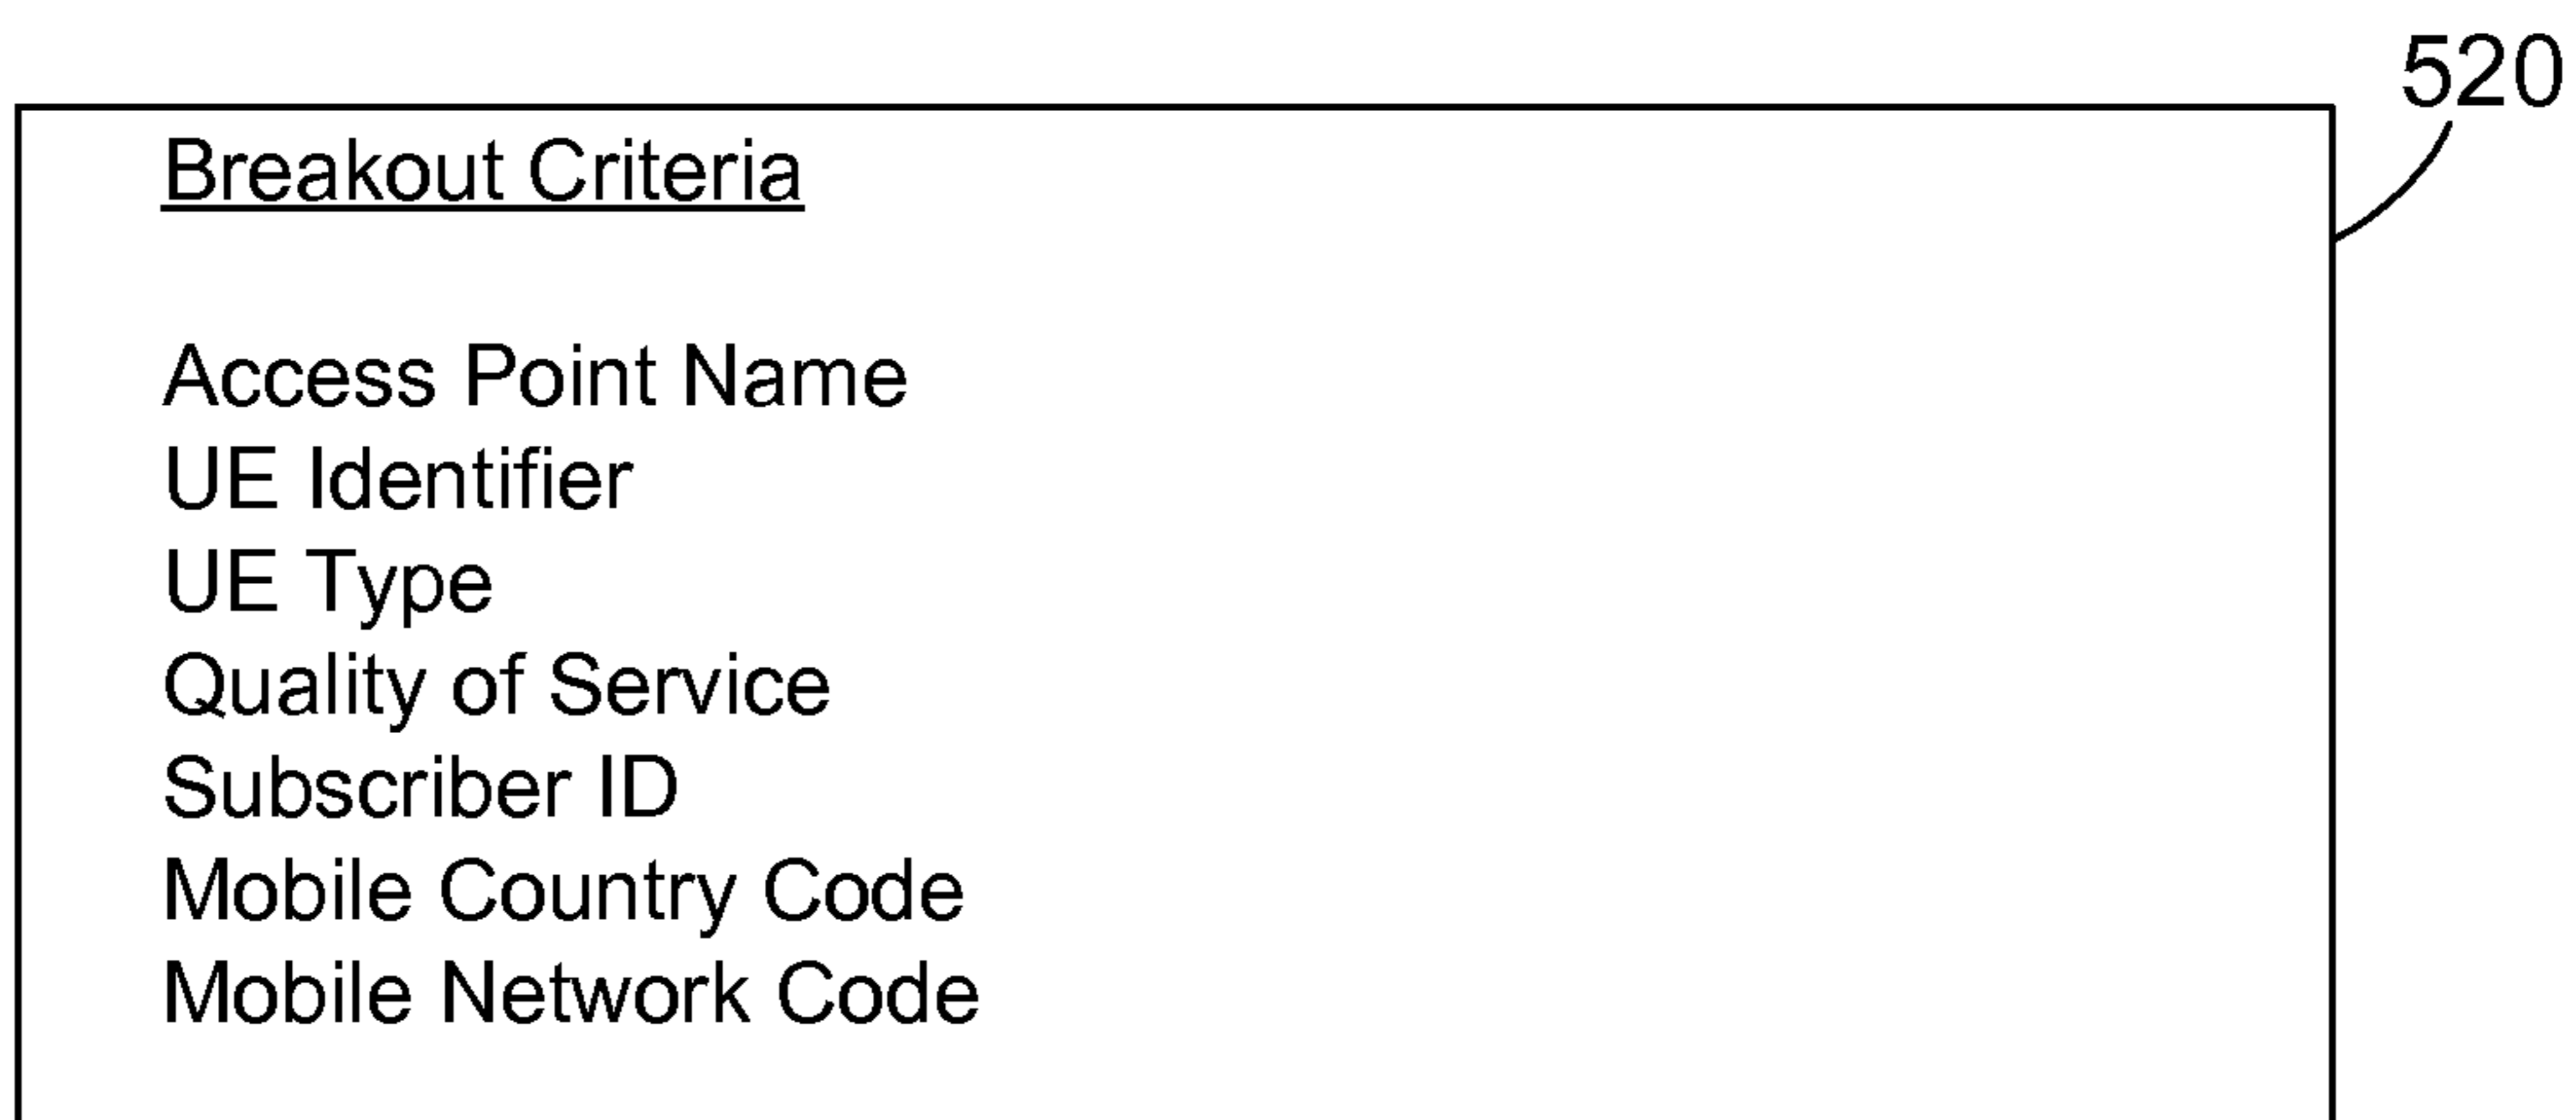 520
Breakout Criteria
Access Point Name
UE Identifier
UE Type
Quality of Service
Subscriber ID
Mobile Country Code
Mobile Network Code